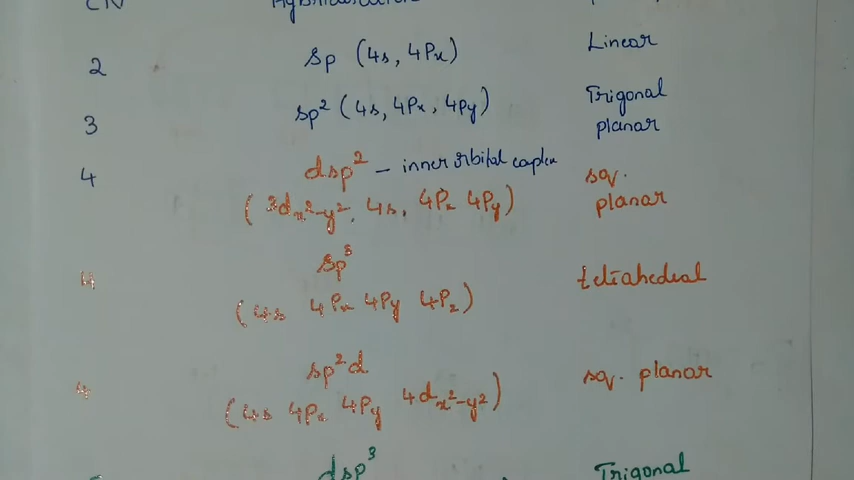 CN Hybridisation
2 sp (4s, 4Px) Linear
3 sp² (4s, 4Px, 4Py) Trigonal
planar
4 dsp² – inner orbital complex sq.
(3dx²-y², 4s, 4Px 4Py) planar
4 sp³ tetrahedral
(4s 4Px 4Py 4Pz)
4 sp²d sq. planar
(4s 4Px 4Py 4dx²-y²)
dsp³ Trigonal